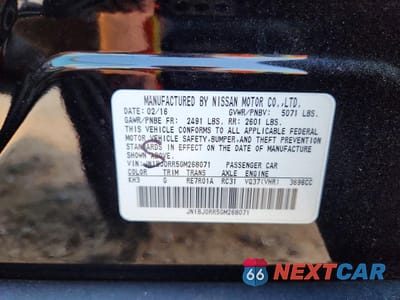 MANUFACTURED BY NISSAN MOTOR CO.,LTD.
DATE: 02/16 GVWR/PNBV: 5071 LBS.
GAWR/PNBE FR: 2491 LBS. RR: 2601 LBS.
THIS VEHICLE CONFORMS TO ALL APPLICABLE FEDERAL
MOTOR VEHICLE SAFETY,BUMPER,AND THEFT PREVENTION
STANDARDS IN EFFECT ON THE DATE OF MANUFACTURE
SHOWN ABOVE.
VIN: JN1BJ0RR5GM268071 PASSENGER CAR
COLOR TRIM TRANS AXLE ENGINE
KH3 G RE7R01A RC31 VQ37(VHR) 3696CC
JN1BJ0RR5GM268071
66 NEXTCAR